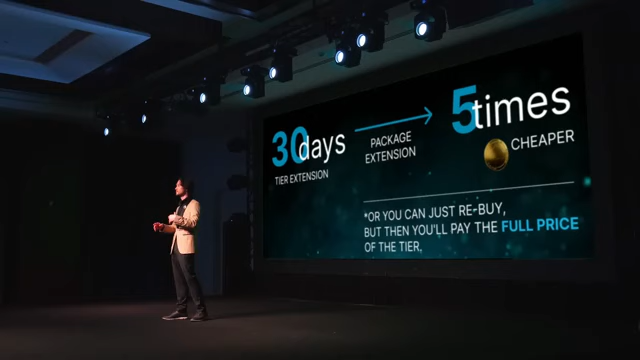 30days
TIER EXTENSION
PACKAGE
EXTENSION
5times
CHEAPER
*OR YOU CAN JUST RE-BUY,
BUT THEN YOU'LL PAY THE FULL PRICE
OF THE TIER,